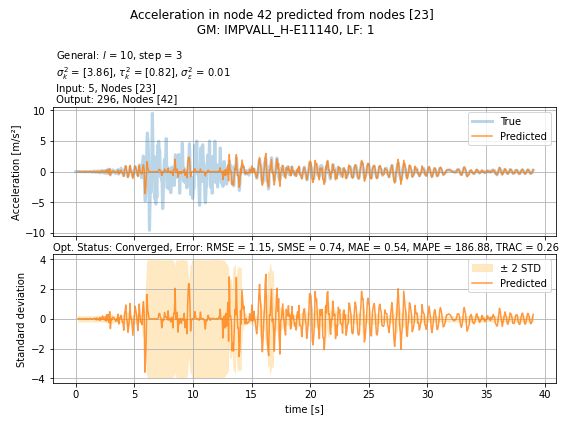 Acceleration in node 42 predicted from nodes [23]
GM: IMPVALL_H-E11140, LF: 1
General: l = 10, step = 3
σ²ₖ = [3.86], τ²ₖ = [0.82], σ²ε = 0.01
Input: 5, Nodes [23]
Output: 296, Nodes [42]
Acceleration [m/s²]
10
5
0
−5
−10
True
Predicted
Opt. Status: Converged, Error: RMSE = 1.15, SMSE = 0.74, MAE = 0.54, MAPE = 186.88, TRAC = 0.26
Standard deviation
4
2
0
−2
−4
± 2 STD
Predicted
0 5 10 15 20 25 30 35 40
time [s]